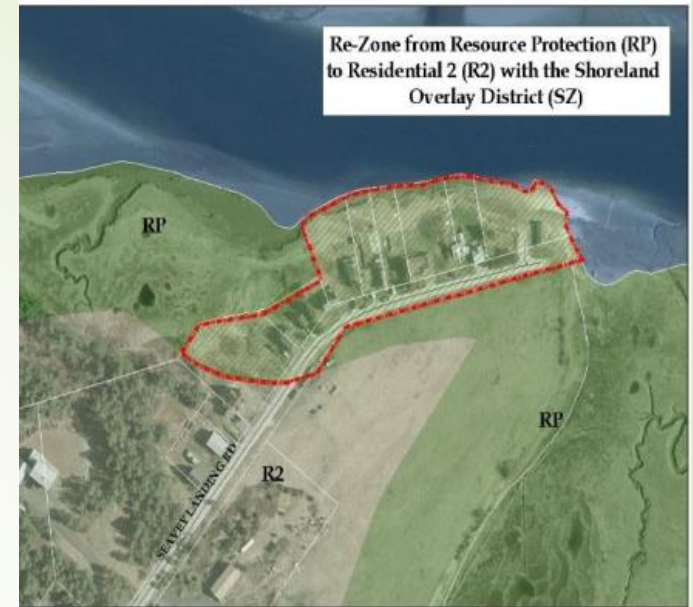 Re-Zone from Resource Protection (RP)
to Residential 2 (R2) with the Shoreland
Overlay District (SZ)
RP
RP
R2
SEAVEY LANDING RD